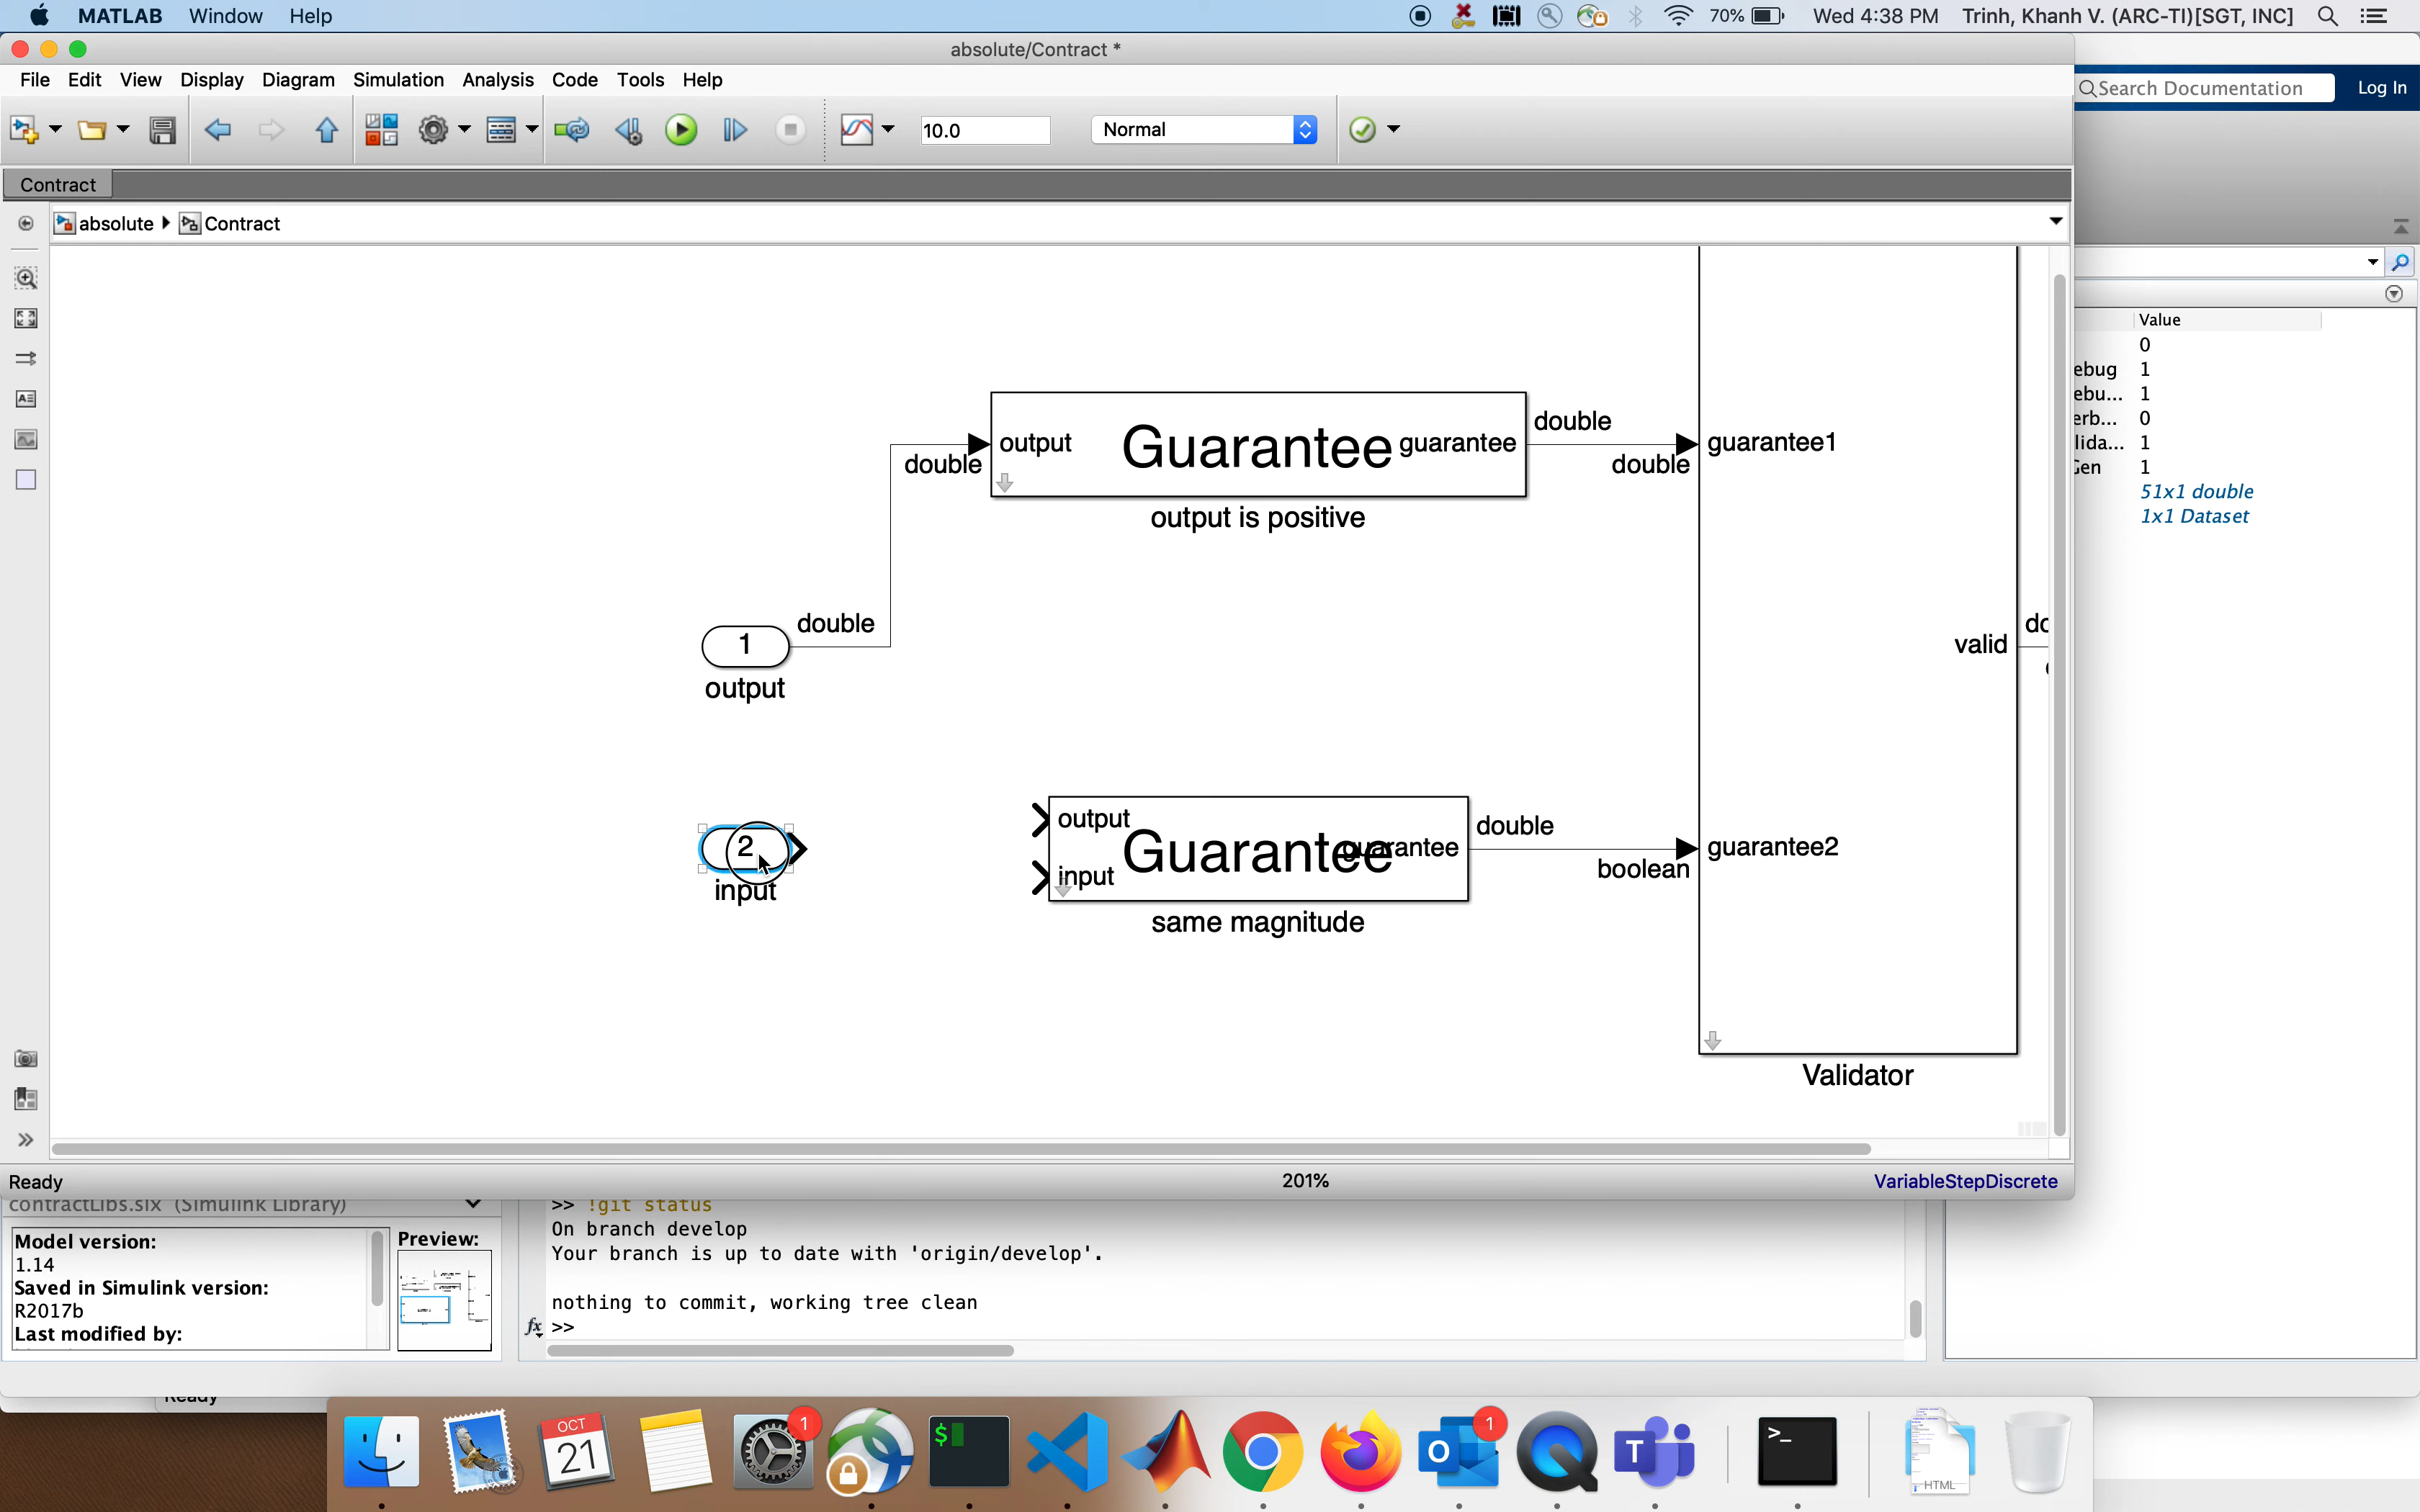 MATLAB Window Help
70% Wed 4:38 PM Trinh, Khanh V. (ARC-TI)[SGT, INC]
absolute/Contract *
File Edit View Display Diagram Simulation Analysis Code Tools Help
Search Documentation Log In
10.0 Normal
Contract
absolute Contract
Value
0
ebug 1
ebu... 1
erb... 0
lida... 1
Gen 1
51x1 double
1x1 Dataset
output Guarantee guarantee
double
double
double
guarantee1
output is positive
1
double
output
valid
2
input
output
input
Guarantee
guarantee
double
boolean
guarantee2
same magnitude
Validator
Ready 201% VariableStepDiscrete
contractLibs.slx (Simulink Library)
Model version:
1.14
Saved in Simulink version:
R2017b
Last modified by:
Preview:
>> !git status
On branch develop
Your branch is up to date with 'origin/develop'.
nothing to commit, working tree clean
fx >>
Ready
OCT
21
1
$
1
O
T
>_
HTML